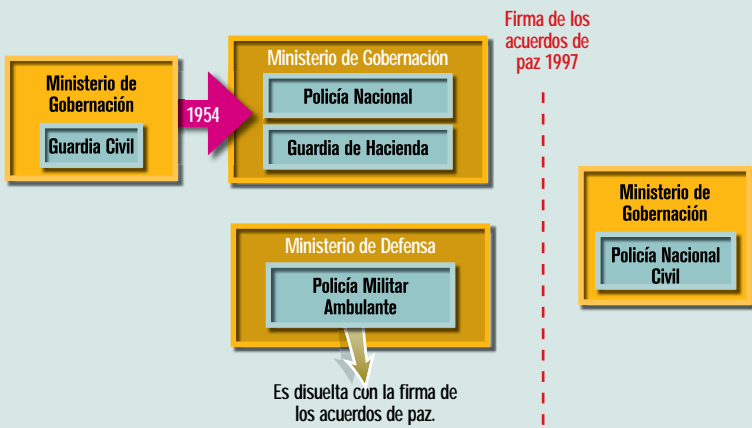 Ministerio de
Gobernación
Guardia Civil
1954
Ministerio de Gobernación
Policía Nacional
Guardia de Hacienda
Ministerio de Defensa
Policía Militar
Ambulante
Es disuelta con la firma de
los acuerdos de paz.
Firma de los
acuerdos de
paz 1997
Ministerio de
Gobernación
Policía Nacional
Civil